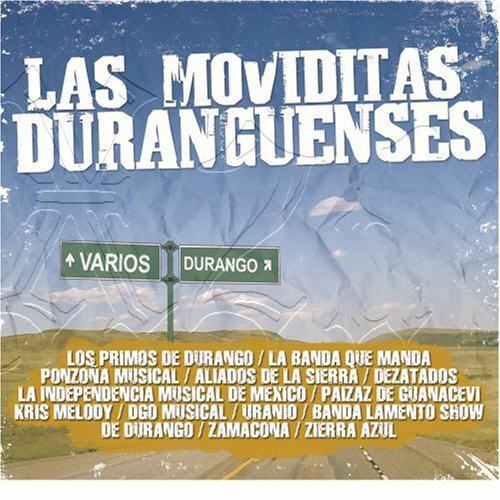 LAS MOVIDITAS
DURANGUENSES
↑ VARIOS
DURANGO ↗
LOS PRIMOS DE DURANGO / LA BANDA QUE MANDA
PONZOÑA MUSICAL / ALIADOS DE LA SIERRA / DEZATADOS
LA INDEPENDENCIA MUSICAL DE MEXICO / PAIZAZ DE GUANACEVI
KRIS MELODY / DGO MUSICAL / URANIO / BANDA LAMENTO SHOW
DE DURANGO / ZAMACONA / ZIERRA AZUL